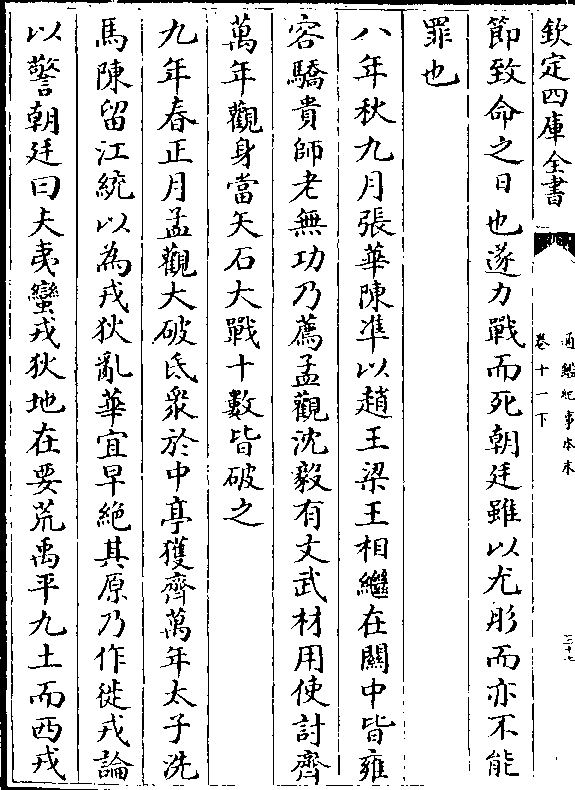 欽定四庫全書
通鑑紀事本末
卷十一下
三十七
節致命之日也遂力戰而死朝廷雖以尤彤而亦不能
罪也
八年秋九月張華陳準以趙王梁王相繼在關中皆雍
容驕貴師老無功乃薦孟觀沈毅有文武材用使討齊
萬年觀身當矢石大戰十數皆破之
九年春正月孟觀大破氐衆於中亭獲齊萬年太子洗
馬陳留江統以為戎狄亂華宜早絶其原乃作徙戎論
以警朝廷曰夫夷蠻戎狄地在要荒禹平九土而西戎